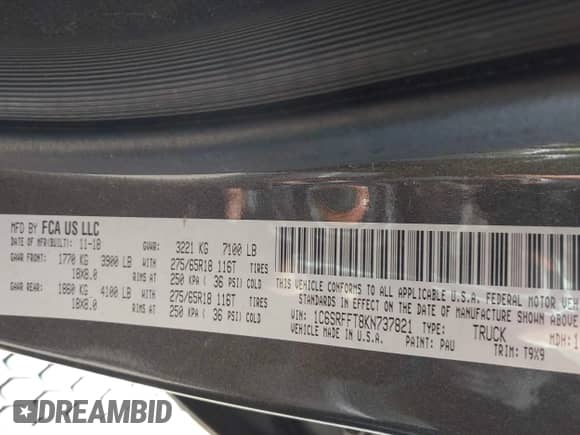 MFD BY FCA US LLC
DATE OF MFR(BUILT): 11-18 GVWR: 3221 KG 7100 LB
GAWR FRONT: 1770 KG 3900 LB 275/65R18 116T TIRES
18X8.0 RIMS AT 250 KPA ( 36 PSI) COLD
GAWR REAR: 1860 KG 4100 LB 275/65R18 116T TIRES
18X8.0 RIMS AT 250 KPA ( 36 PSI) COLD
THIS VEHICLE CONFORMS TO ALL APPLICABLE U.S.A. FEDERAL MOTOR
STANDARDS IN EFFECT ON THE DATE OF MANUFACTURE SHOWN
VIN: 1C6SRFFT8KN737821 TYPE: TRUCK MDH: 1
VEHICLE MADE IN U.S.A. PAINT: PAU TRIM: T9X9
DREAMBID